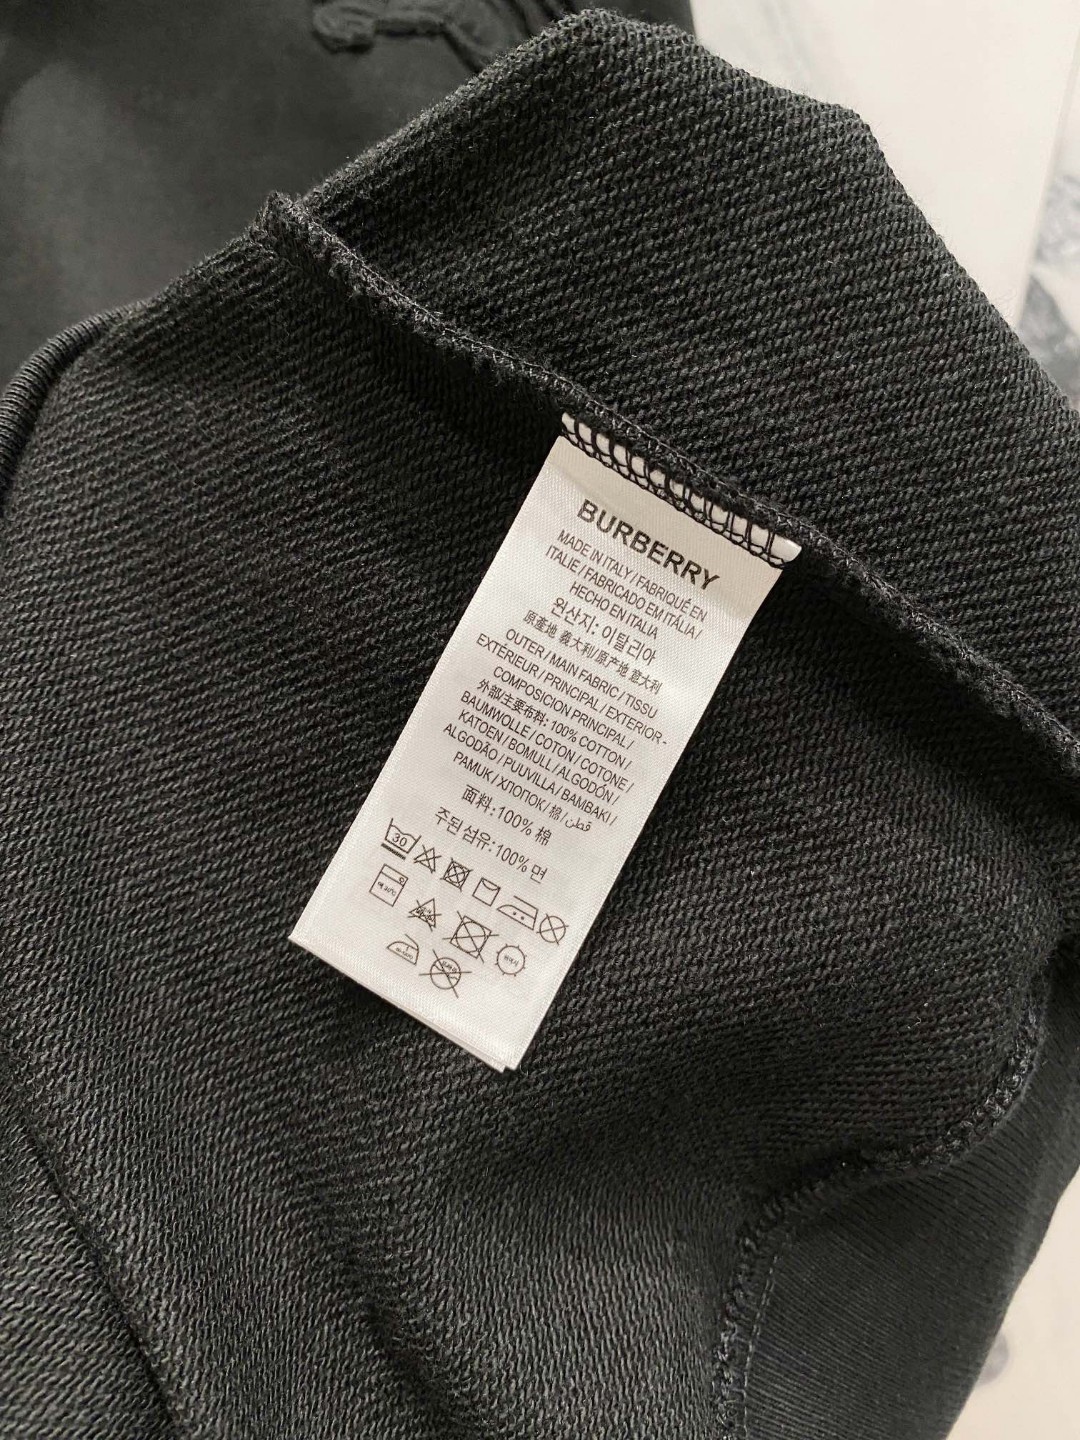 BURBERRY
MADE IN ITALY / FABRIQUÉ EN
ITALIE / FABRICADO EM ITÁLIA /
HECHO EN ITALIA
원산지: 이탈리아
原產地 義大利/原产地 意大利
OUTER / MAIN FABRIC / TISSU
EXTÉRIEUR / PRINCIPAL / EXTERIOR -
COMPOSICION PRINCIPAL /
外部/主要布料: 100% COTTON /
BAUMWOLLE / COTON / COTONE /
KATOEN / BOMULL / ALGODÓN /
ALGODÃO / PUUVILLA / BAMBAKI /
PAMUK / ХЛОПОК / 棉 / قطن
面料: 100% 棉
주된 섬유: 100% 면
30